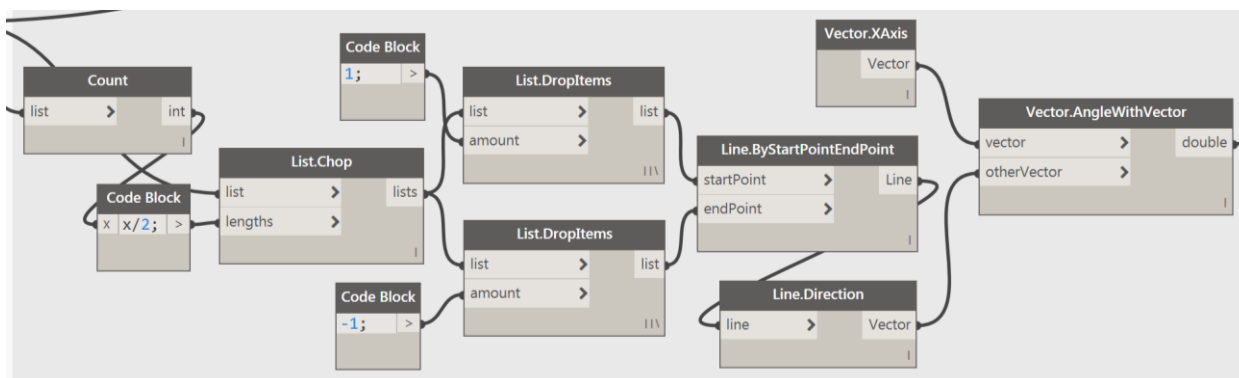 Count
list > int
l
Code Block
x x/2; >
List.Chop
list > lists
lengths >
l
Code Block
1; >
List.DropItems
list > list
amount >
ll\
Code Block
-1; >
List.DropItems
list > list
amount >
ll\
Line.ByStartPointEndPoint
startPoint > Line
endPoint >
l
Line.Direction
line > Vector
l
Vector.XAxis
Vector
l
Vector.AngleWithVector
vector > double
otherVector >
l